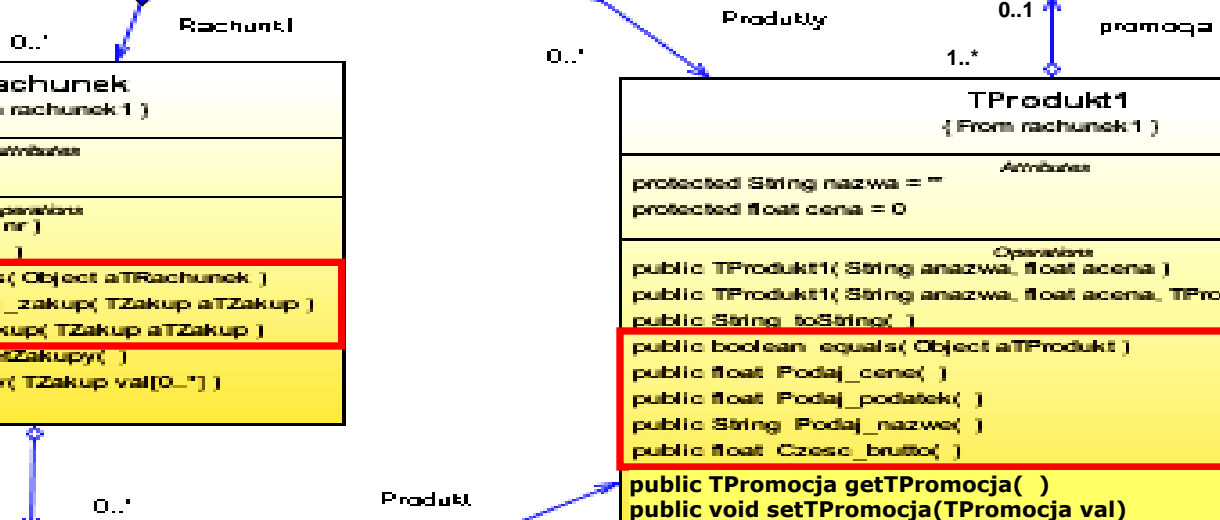 Rachunki
0..*
achunek
rachunek1 )
Attributes
Operations
nr )
)
s( Object aTRachunek )
_zakup( TZakup aTZakup )
kup( TZakup aTZakup )
etZakupy( )
( TZakup val[0..*] )
0..*
Produkt
Produkty
0..*
0..1
promocja
1..*
TProdukt1
{ From rachunek1 )
Attributes
protected String nazwa = ""
protected float cena = 0
Operations
public TProdukt1( String anazwa, float acena )
public TProdukt1( String anazwa, float acena, TPro
public String toString( )
public boolean equals( Object aTProdukt )
public float Podaj_cene( )
public float Podaj_podatek( )
public String Podaj_nazwe( )
public float Czesc_brutto( )
public TPromocja getTPromocja( )
public void setTPromocja(TPromocja val)